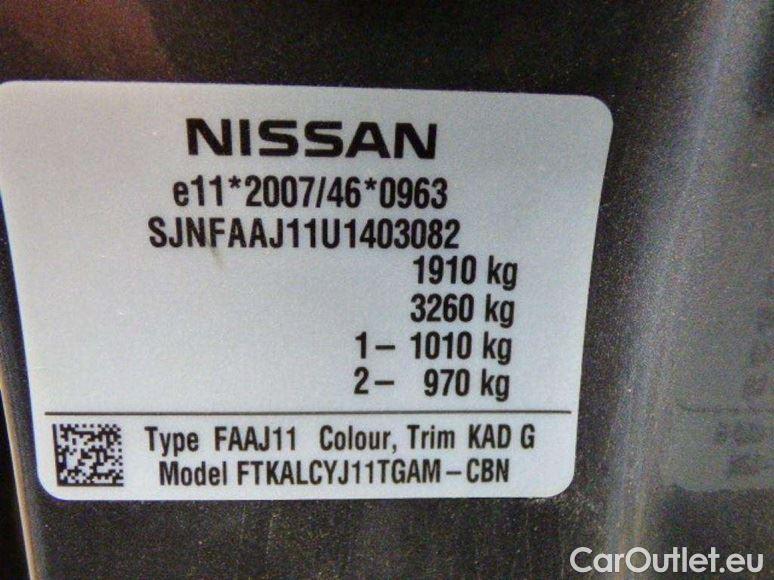 NISSAN
e11*2007/46*0963
SJNFAAJ11U1403082
1910 kg
3260 kg
1– 1010 kg
2– 970 kg
Type FAAJ11 Colour, Trim KAD G
Model FTKALCYJ11TGAM–CBN
CarOutlet.eu